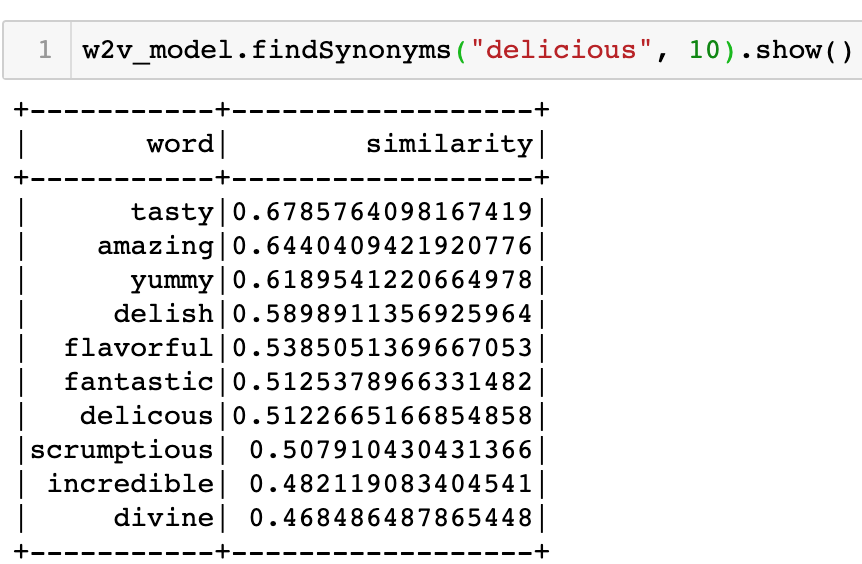 1 w2v_model.findSynonyms("delicious", 10).show()
+-----------+------------------+
|       word|        similarity|
+-----------+------------------+
|      tasty|0.6785764098167419|
|    amazing|0.6440409421920776|
|      yummy|0.6189541220664978|
|     delish|0.5898911356925964|
|  flavorful|0.5385051369667053|
|  fantastic|0.5125378966331482|
|   delicous|0.5122665166854858|
|scrumptious| 0.507910430431366|
| incredible| 0.482119083404541|
|     divine| 0.468486487865448|
+-----------+------------------+